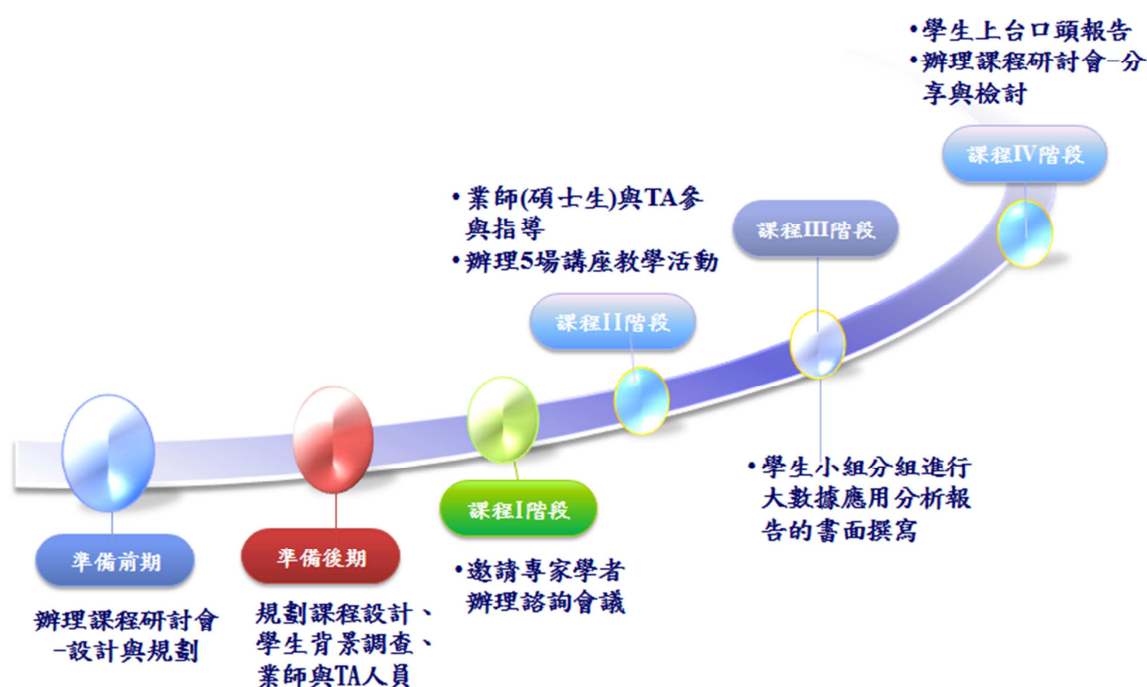 準備前期
辦理課程研討會
-設計與規劃
準備後期
規劃課程設計、
學生背景調查、
業師與TA人員
課程I階段
•邀請專家學者
辦理諮詢會議
•業師(碩士生)與TA參
與指導
•辦理5場講座教學活動
課程II階段
課程III階段
•學生小組分組進行
大數據應用分析報
告的書面撰寫
•學生上台口頭報告
•辦理課程研討會-分
享與檢討
課程IV階段